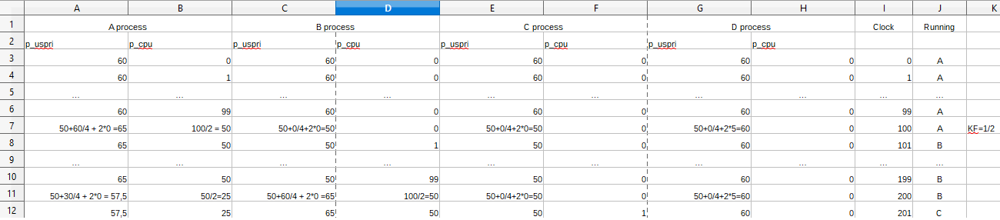 A B C D E F G H I J K
1 A process B process C process D process Clock Running
2 p_uspri p_cpu p_uspri p_cpu p_uspri p_cpu p_uspri p_cpu
3 60 0 60 0 60 0 60 0 0 A
4 60 1 60 0 60 0 60 0 1 A
5 ... ... ... ... ... ... ... ... ... ...
6 60 99 60 0 60 0 60 0 99 A
7 50+60/4 + 2*0 =65 100/2 = 50 50+0/4+2*0=50 0 50+0/4+2*0=50 0 50+0/4+2*5=60 0 100 A KF=1/2
8 65 50 50 1 50 0 60 0 101 B
9 ... ... ... ... ... ... ... ... ... ...
10 65 50 50 99 50 0 60 0 199 B
11 50+30/4 + 2*0 = 57,5 50/2=25 50+60/4 + 2*0 =65 100/2=50 50+0/4+2*0=50 0 50+0/4+2*5=60 0 200 B
12 57,5 25 65 50 50 1 60 0 201 C